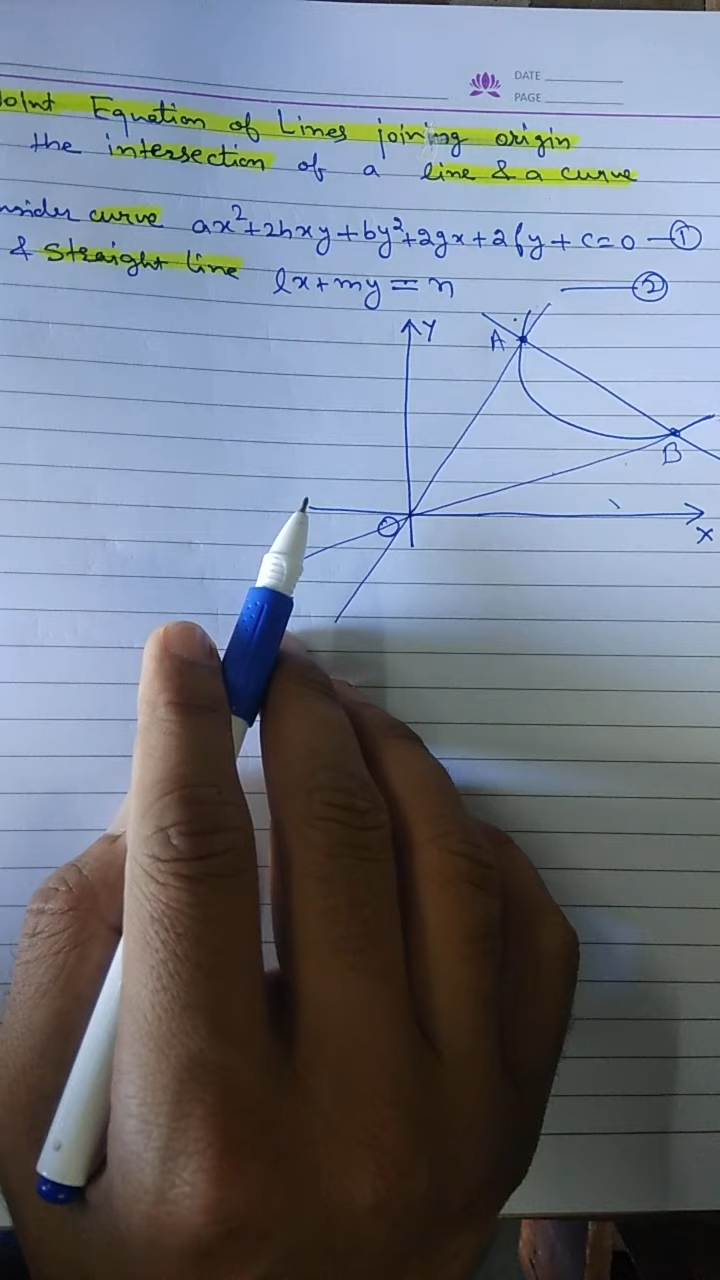 DATE
PAGE
Joint Equation of Lines joining origin
the intersection of a line & a curve
nsider curve ax²+2hxy+by²+2gx+2fy+c=0 —①
& straight line lx+my=n —②
Y
A
B
O
X